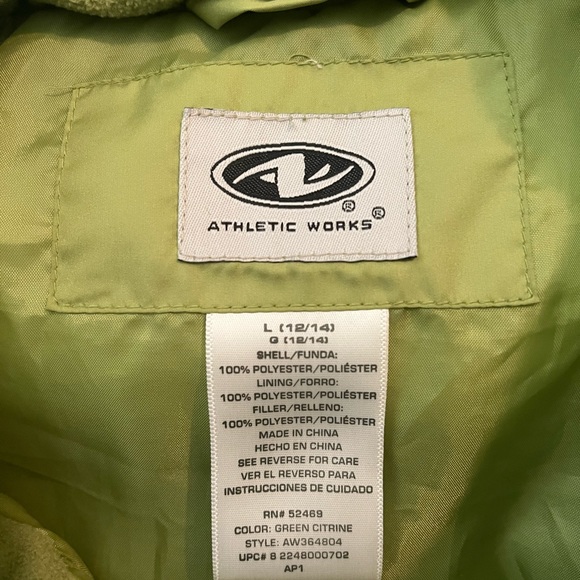 ®
ATHLETIC WORKS®
L (12/14)
G (12/14)
SHELL/FUNDA:
100% POLYESTER/POLIÉSTER
LINING/FORRO:
100% POLYESTER/POLIÉSTER
FILLER/RELLENO:
100% POLYESTER/POLIÉSTER
MADE IN CHINA
HECHO EN CHINA
SEE REVERSE FOR CARE
VER EL REVERSO PARA
INSTRUCCIONES DE CUIDADO
RN# 52469
COLOR: GREEN CITRINE
STYLE: AW364804
UPC# 8 2248000702
AP1